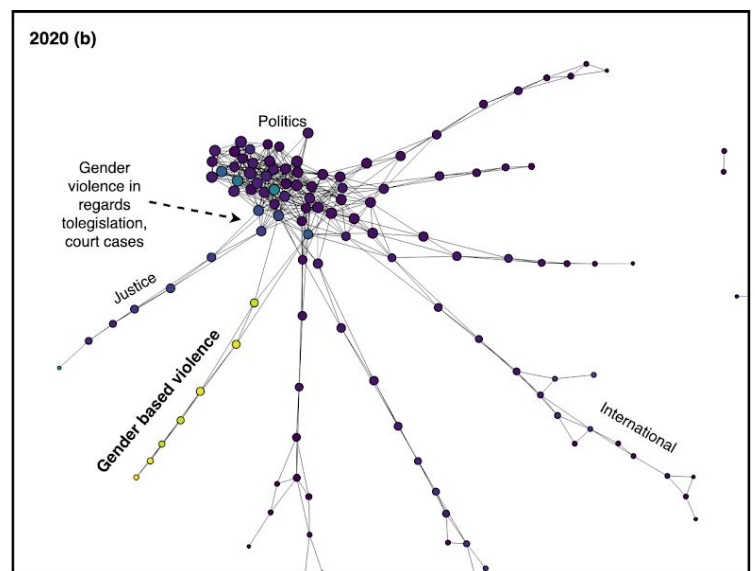 2020 (b)
Politics
Gender
violence in
regards
tolegislation,
court cases
Justice
Gender based violence
International